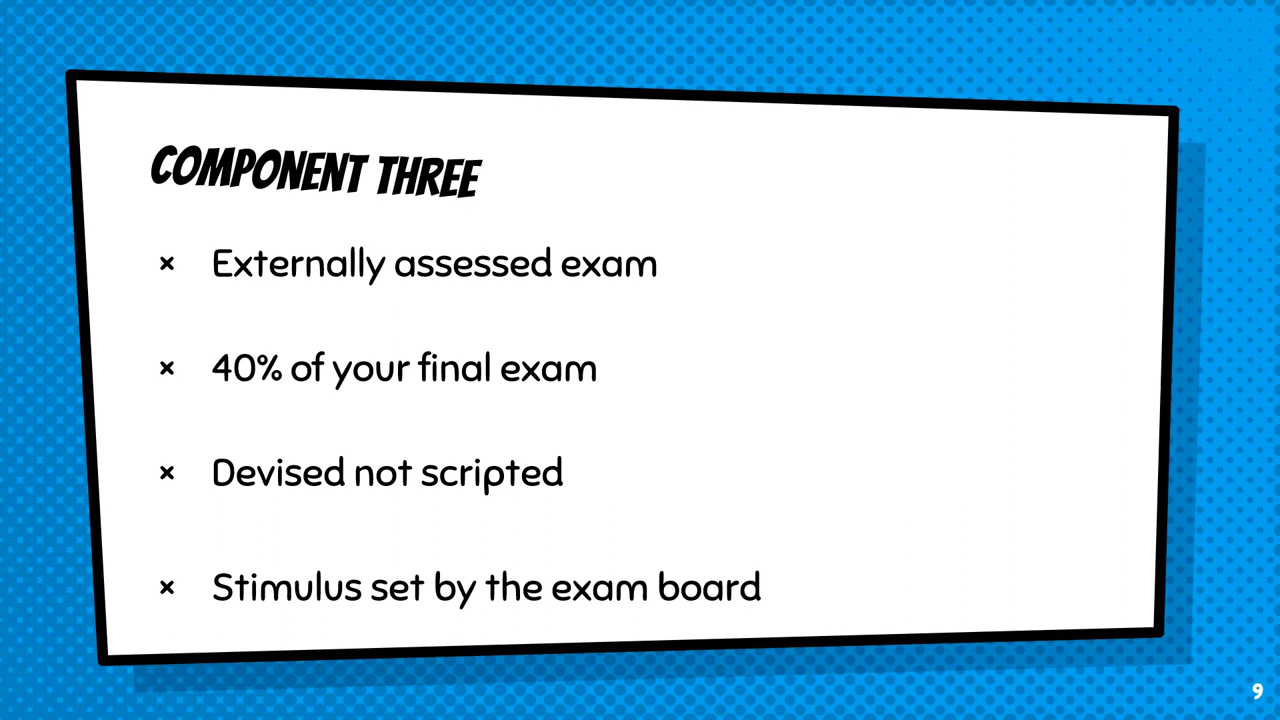 COMPONENT THREE
× Externally assessed exam
× 40% of your final exam
× Devised not scripted
× Stimulus set by the exam board
9